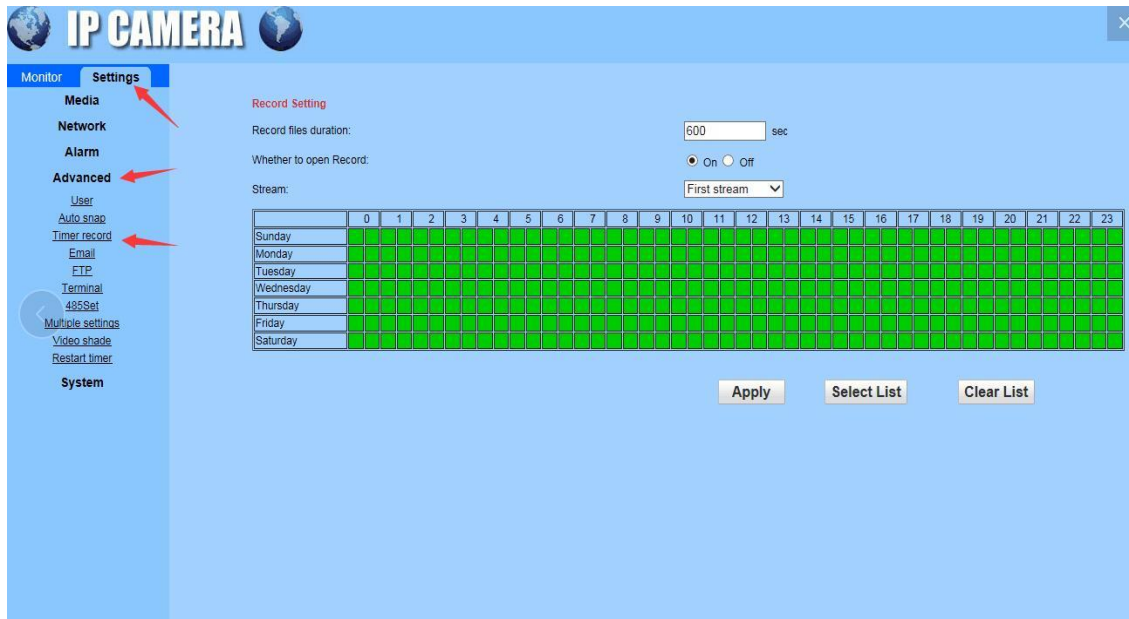 IP CAMERA
Monitor Settings
Media
Network
Alarm
Advanced
User
Auto snap
Timer record
Email
FTP
Terminal
485Set
Multiple settings
Video shade
Restart timer
System
Record Setting
Record files duration: 600 sec
Whether to open Record: On Off
Stream: First stream
0 1 2 3 4 5 6 7 8 9 10 11 12 13 14 15 16 17 18 19 20 21 22 23
Sunday
Monday
Tuesday
Wednesday
Thursday
Friday
Saturday
Apply Select List Clear List